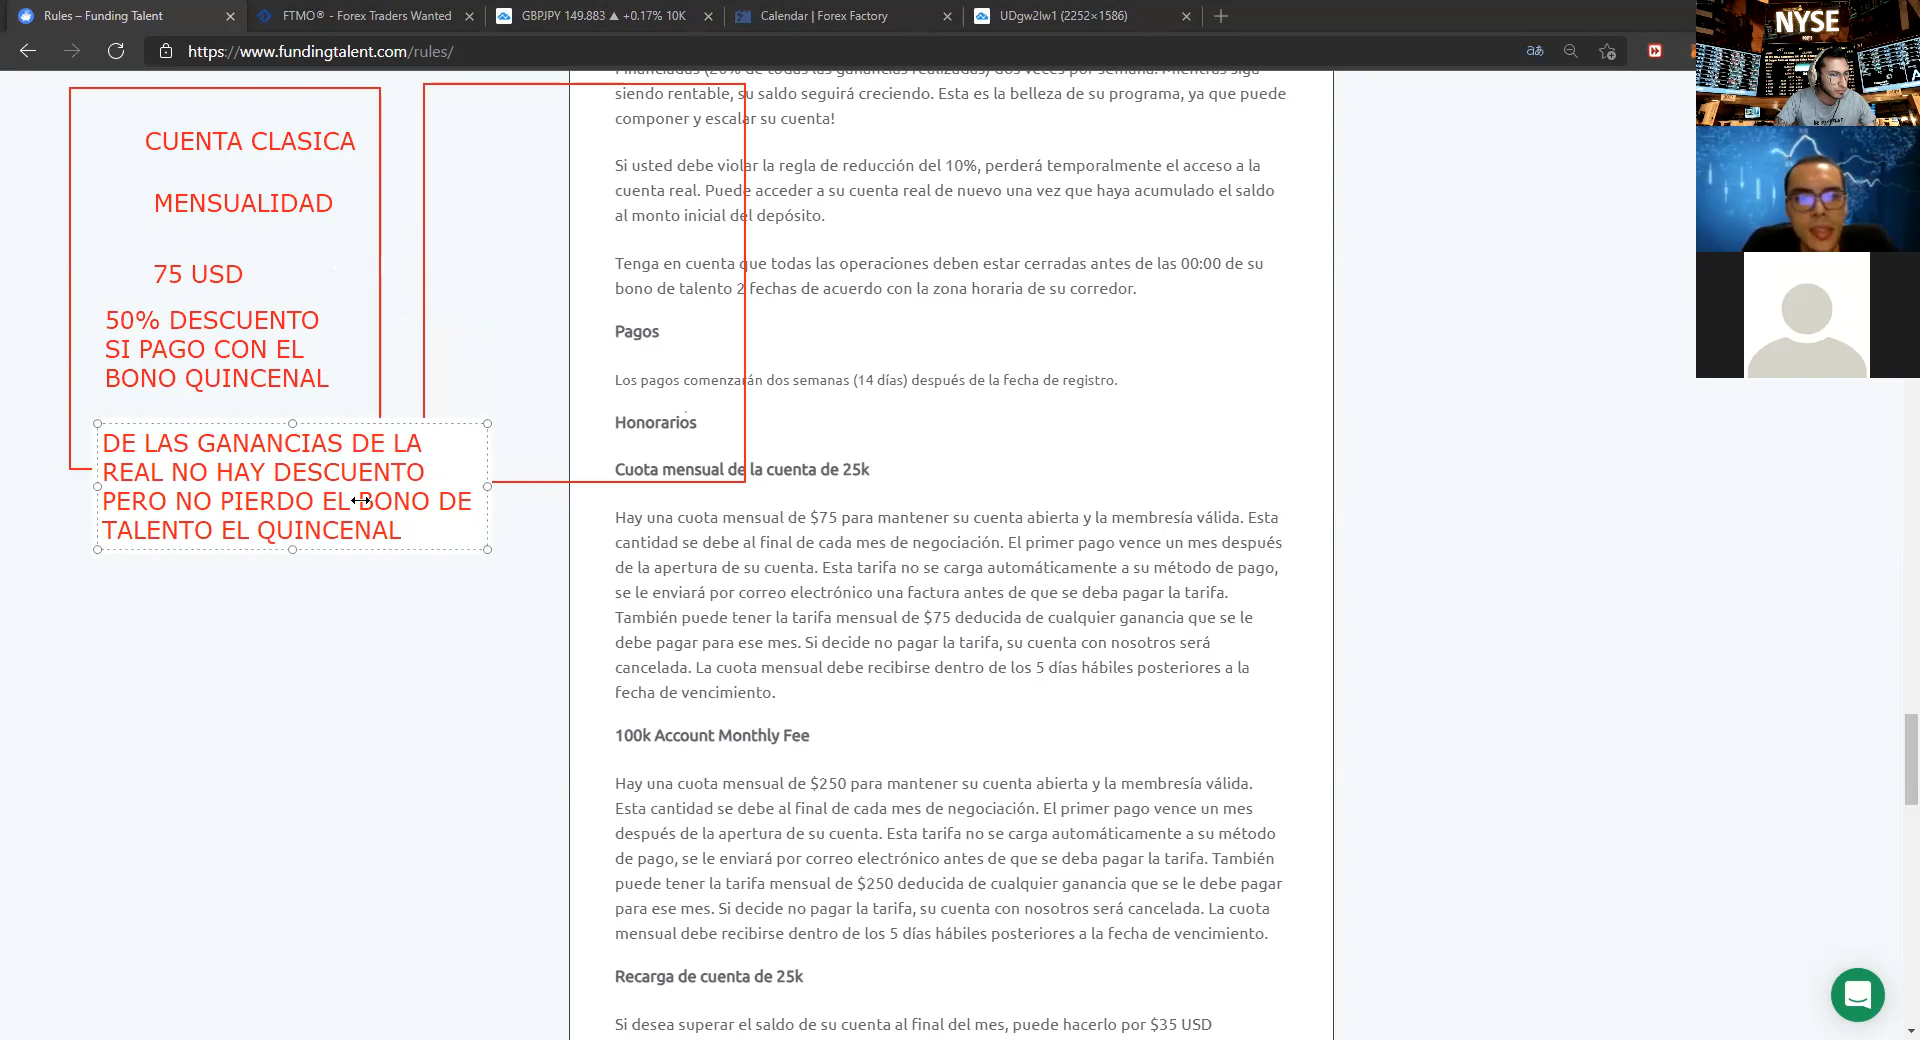 Rules – Funding Talent
FTMO® - Forex Traders Wanted
GBPJPY 149.883 ▲ +0.17% 10K
Calendar | Forex Factory
UDgw2lw1 (2252×1586)
https://www.fundingtalent.com/rules/
NYSE
CUENTA CLASICA
MENSUALIDAD
75 USD
50% DESCUENTO
SI PAGO CON EL
BONO QUINCENAL
DE LAS GANANCIAS DE LA
REAL NO HAY DESCUENTO
PERO NO PIERDO EL BONO DE
TALENTO EL QUINCENAL
Financiadas (20% de todas las ganancias realizadas) dos veces por semana. Mientras siga
siendo rentable, su saldo seguirá creciendo. Esta es la belleza de su programa, ya que puede
componer y escalar su cuenta!
Si usted debe violar la regla de reducción del 10%, perderá temporalmente el acceso a la
cuenta real. Puede acceder a su cuenta real de nuevo una vez que haya acumulado el saldo
al monto inicial del depósito.
Tenga en cuenta que todas las operaciones deben estar cerradas antes de las 00:00 de su
bono de talento 2 fechas de acuerdo con la zona horaria de su corredor.
Pagos
Los pagos comenzarán dos semanas (14 días) después de la fecha de registro.
Honorarios
Cuota mensual de la cuenta de 25k
Hay una cuota mensual de $75 para mantener su cuenta abierta y la membresía válida. Esta
cantidad se debe al final de cada mes de negociación. El primer pago vence un mes después
de la apertura de su cuenta. Esta tarifa no se carga automáticamente a su método de pago,
se le enviará por correo electrónico una factura antes de que se deba pagar la tarifa.
También puede tener la tarifa mensual de $75 deducida de cualquier ganancia que se le
debe pagar para ese mes. Si decide no pagar la tarifa, su cuenta con nosotros será
cancelada. La cuota mensual debe recibirse dentro de los 5 días hábiles posteriores a la
fecha de vencimiento.
100k Account Monthly Fee
Hay una cuota mensual de $250 para mantener su cuenta abierta y la membresía válida.
Esta cantidad se debe al final de cada mes de negociación. El primer pago vence un mes
después de la apertura de su cuenta. Esta tarifa no se carga automáticamente a su método
de pago, se le enviará por correo electrónico antes de que se deba pagar la tarifa. También
puede tener la tarifa mensual de $250 deducida de cualquier ganancia que se le debe pagar
para ese mes. Si decide no pagar la tarifa, su cuenta con nosotros será cancelada. La cuota
mensual debe recibirse dentro de los 5 días hábiles posteriores a la fecha de vencimiento.
Recarga de cuenta de 25k
Si desea superar el saldo de su cuenta al final del mes, puede hacerlo por $35 USD